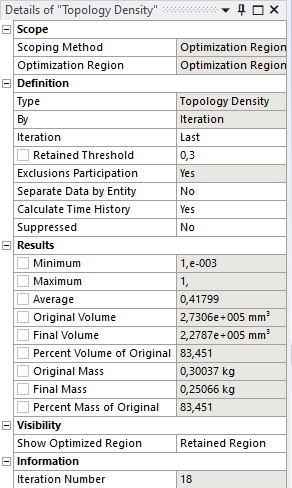 Details of "Topology Density"
Scope
Scoping Method Optimization Region
Optimization Region Optimization Region
Definition
Type Topology Density
By Iteration
Iteration Last
Retained Threshold 0,3
Exclusions Participation Yes
Separate Data by Entity No
Calculate Time History Yes
Suppressed No
Results
Minimum 1,e-003
Maximum 1,
Average 0,41799
Original Volume 2,7306e+005 mm³
Final Volume 2,2787e+005 mm³
Percent Volume of Original 83,451
Original Mass 0,30037 kg
Final Mass 0,25066 kg
Percent Mass of Original 83,451
Visibility
Show Optimized Region Retained Region
Information
Iteration Number 18